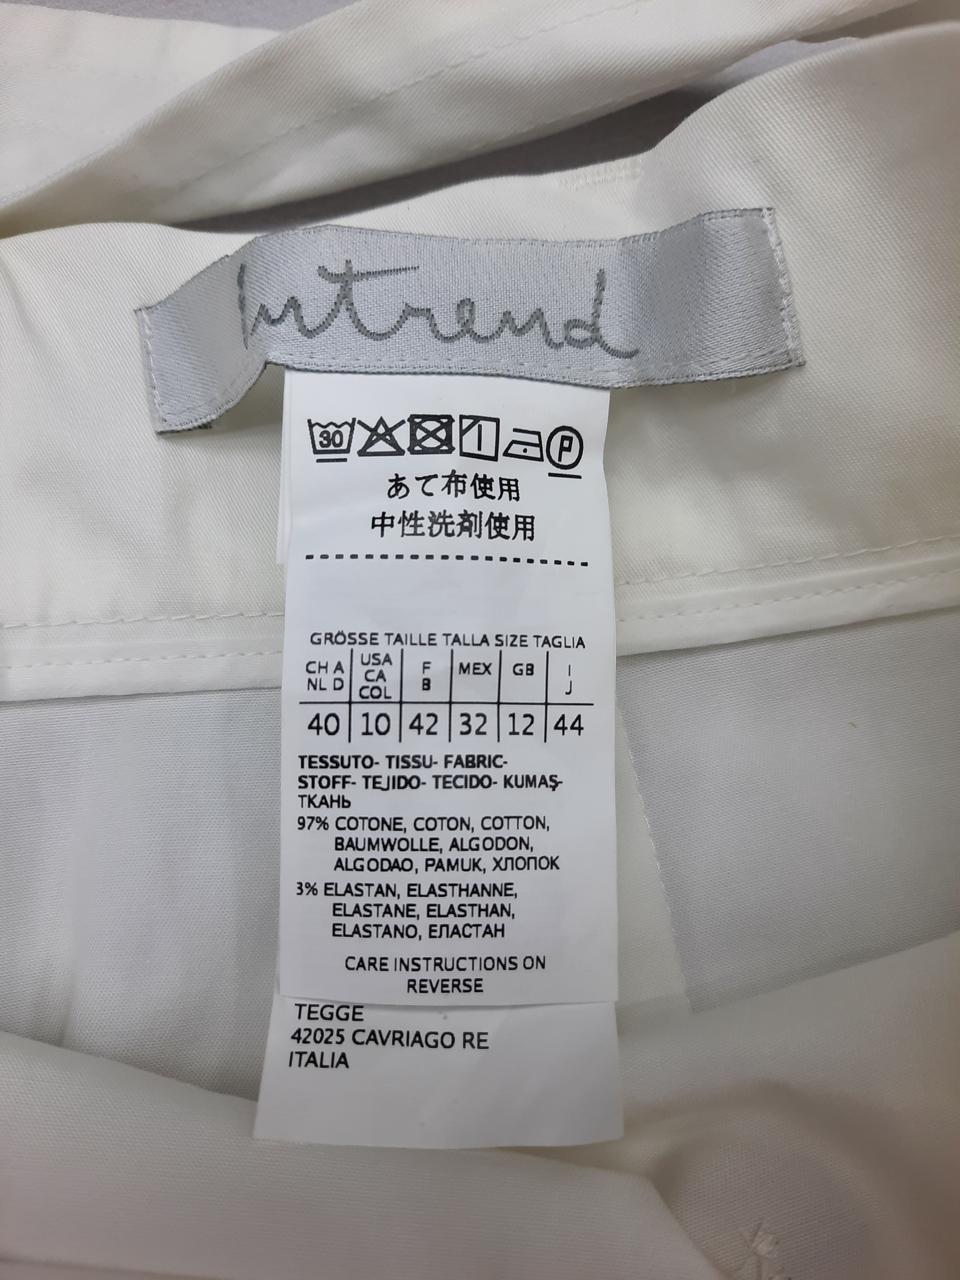 Intrend
30
P
あて布使用
中性洗剤使用
GRÖSSE TAILLE TALLA SIZE TAGLIA
CH A NL D USA CA COL F B MEX GB I J
40 10 42 32 12 44
TESSUTO- TISSU- FABRIC-
STOFF- TEJIDO- TECIDO- KUMAŞ-
ТКАНЬ
97% COTONE, COTON, COTTON,
BAUMWOLLE, ALGODON,
ALGODAO, PAMUK, ХЛОПОК
3% ELASTAN, ELASTHANNE,
ELASTANE, ELASTHAN,
ELASTANO, ЕЛАСТАН
CARE INSTRUCTIONS ON
REVERSE
TEGGE
42025 CAVRIAGO RE
ITALIA